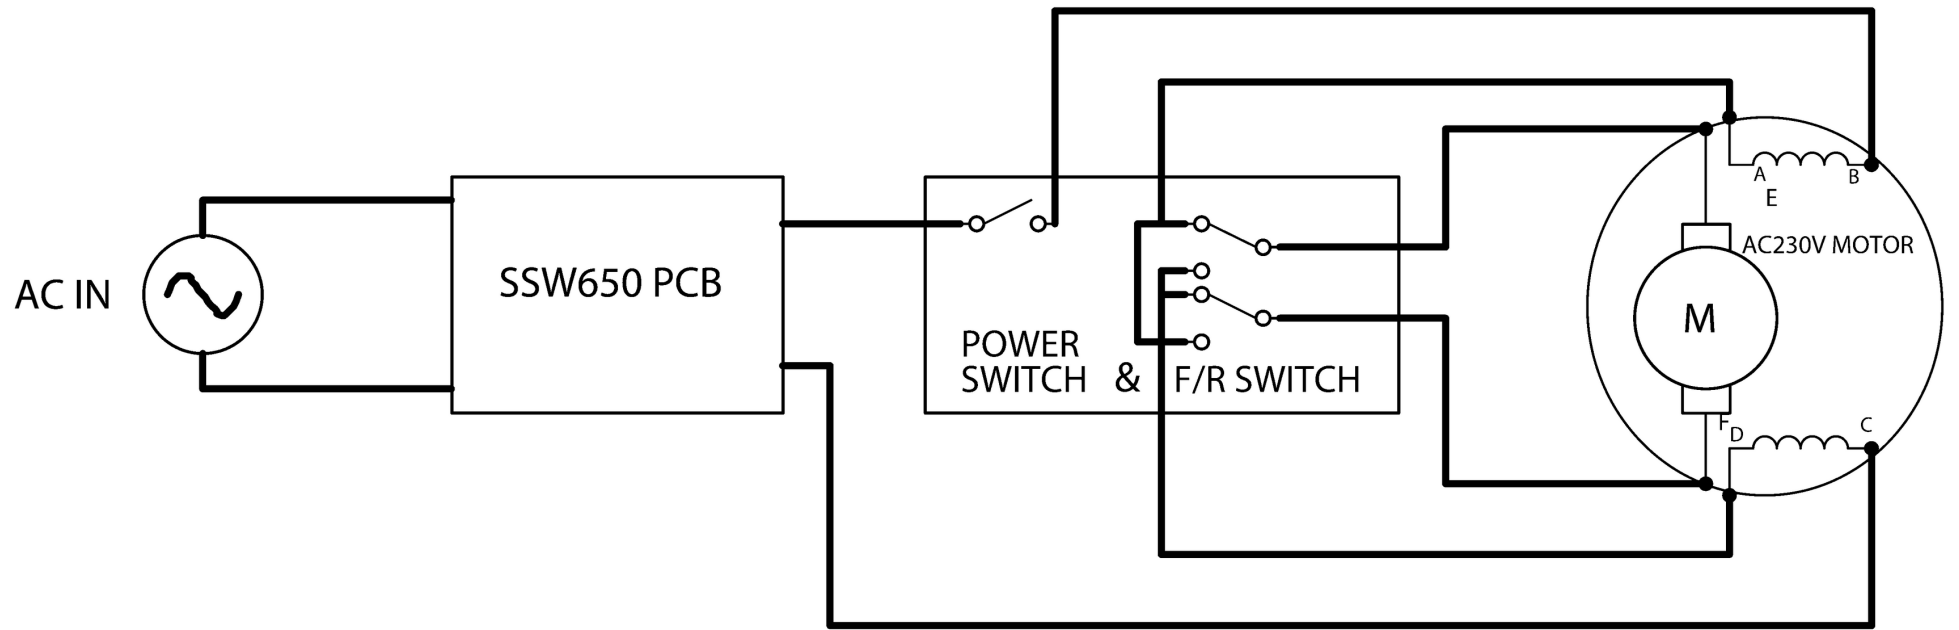 AC IN
SSW650 PCB
POWER
SWITCH & F/R SWITCH
A
B
E
AC230V MOTOR
M
F
D
C